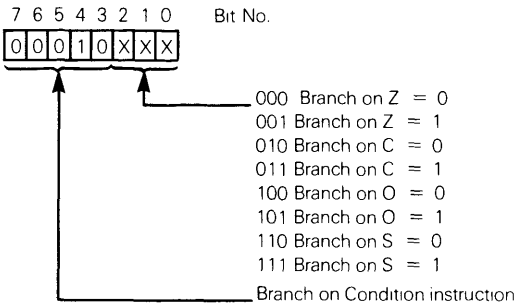 7 6 5 4 3 2 1 0 Bit No.
0 0 0 1 0 X X X
000 Branch on Z = 0
001 Branch on Z = 1
010 Branch on C = 0
011 Branch on C = 1
100 Branch on O = 0
101 Branch on O = 1
110 Branch on S = 0
111 Branch on S = 1
Branch on Condition instruction